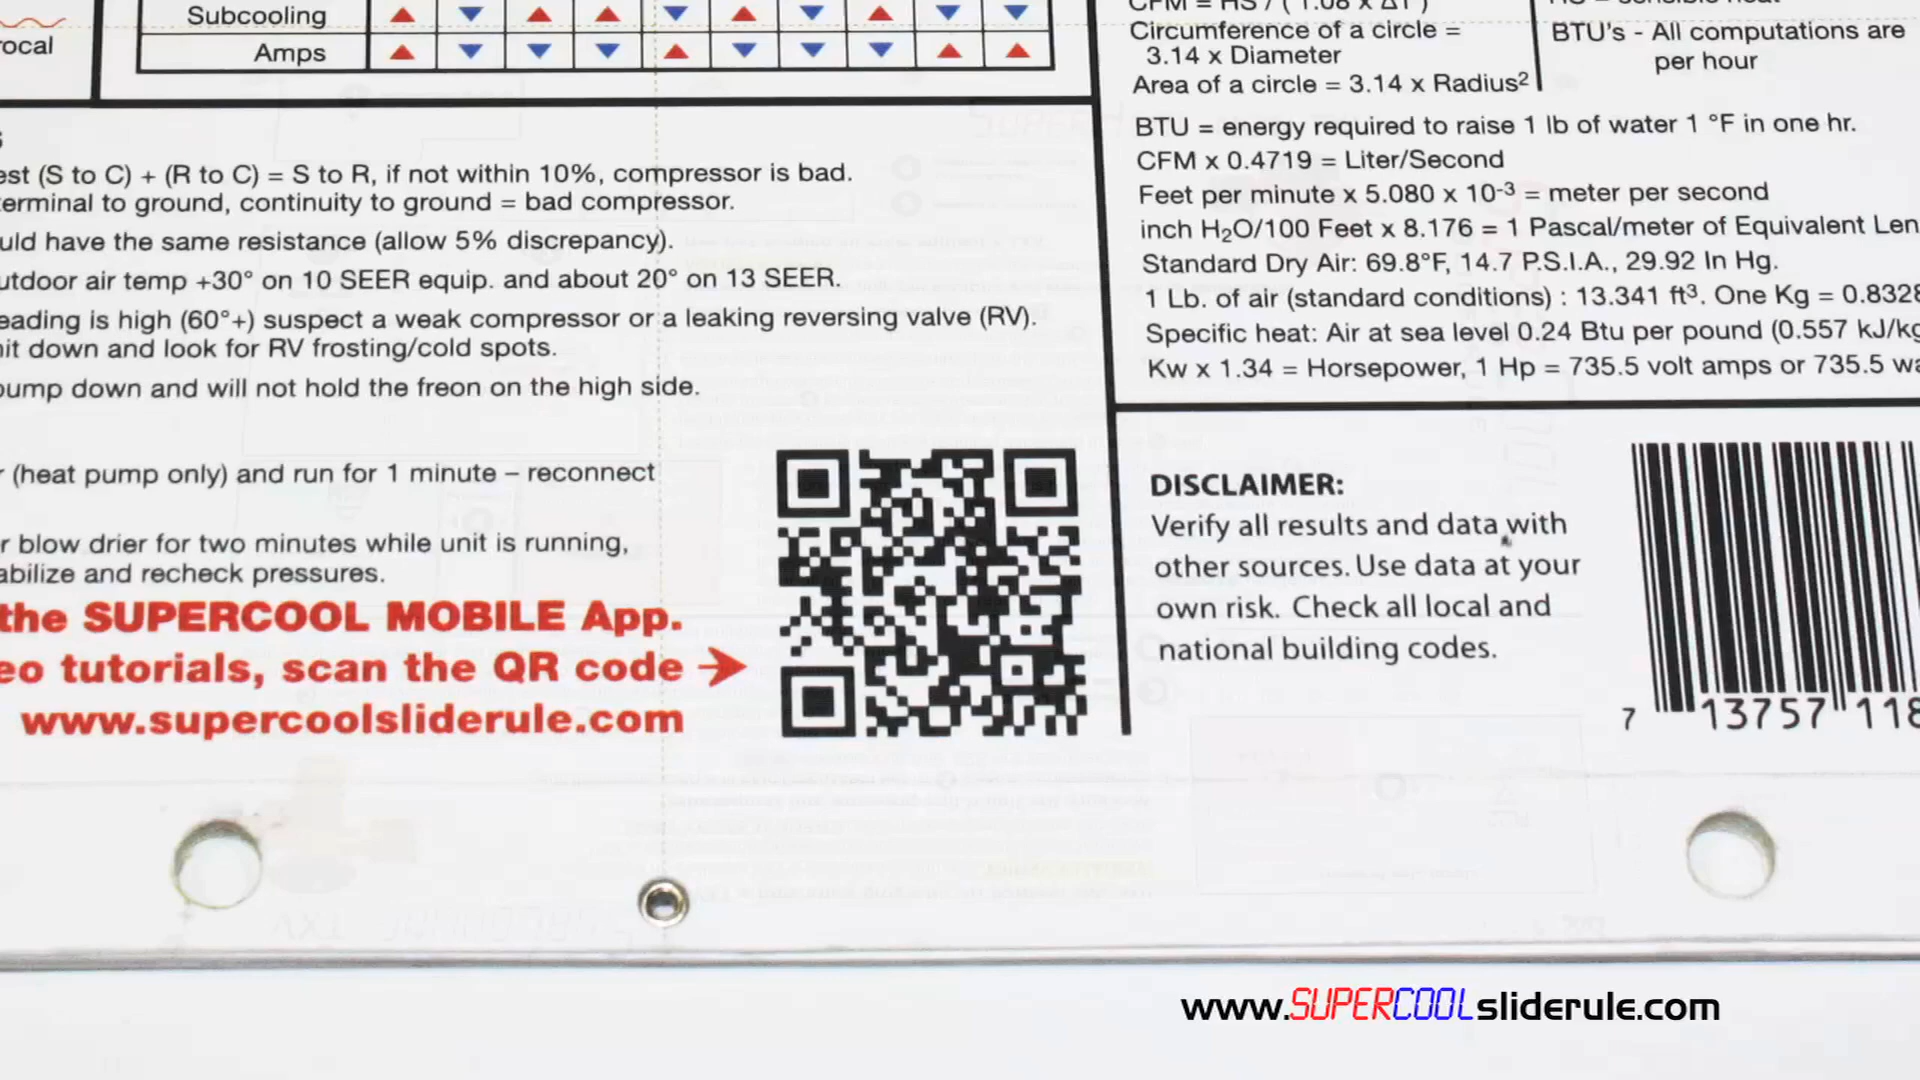 Subcooling
Amps
rocal
Circumference of a circle =
3.14 x Diameter
Area of a circle = 3.14 x Radius²
BTU's - All computations are
per hour
BTU = energy required to raise 1 lb of water 1 °F in one hr.
CFM x 0.4719 = Liter/Second
Feet per minute x 5.080 x 10⁻³ = meter per second
inch H₂O/100 Feet x 8.176 = 1 Pascal/meter of Equivalent Len
Standard Dry Air: 69.8°F, 14.7 P.S.I.A., 29.92 In Hg.
1 Lb. of air (standard conditions) : 13.341 ft³. One Kg = 0.8328
Specific heat: Air at sea level 0.24 Btu per pound (0.557 kJ/kg
Kw x 1.34 = Horsepower, 1 Hp = 735.5 volt amps or 735.5 wa
est (S to C) + (R to C) = S to R, if not within 10%, compressor is bad.
terminal to ground, continuity to ground = bad compressor.
uld have the same resistance (allow 5% discrepancy).
utdoor air temp +30° on 10 SEER equip. and about 20° on 13 SEER.
eading is high (60°+) suspect a weak compressor or a leaking reversing valve (RV).
it down and look for RV frosting/cold spots.
pump down and will not hold the freon on the high side.
r (heat pump only) and run for 1 minute – reconnect
r blow drier for two minutes while unit is running,
abilize and recheck pressures.
the SUPERCOOL MOBILE App.
eo tutorials, scan the QR code
www.supercoolsliderule.com
DISCLAIMER:
Verify all results and data with
other sources. Use data at your
own risk. Check all local and
national building codes.
7 13757 118
www.SUPERCOOLsliderule.com